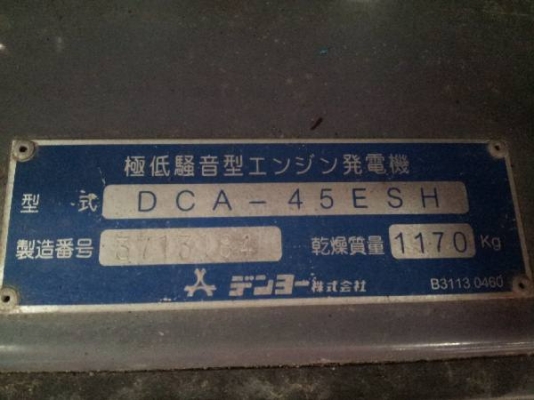 極低騒音型エンジン発電機
型式 DCA-45ESH
製造番号 乾燥質量 1170 Kg
デンヨー株式会社 B3113 0460